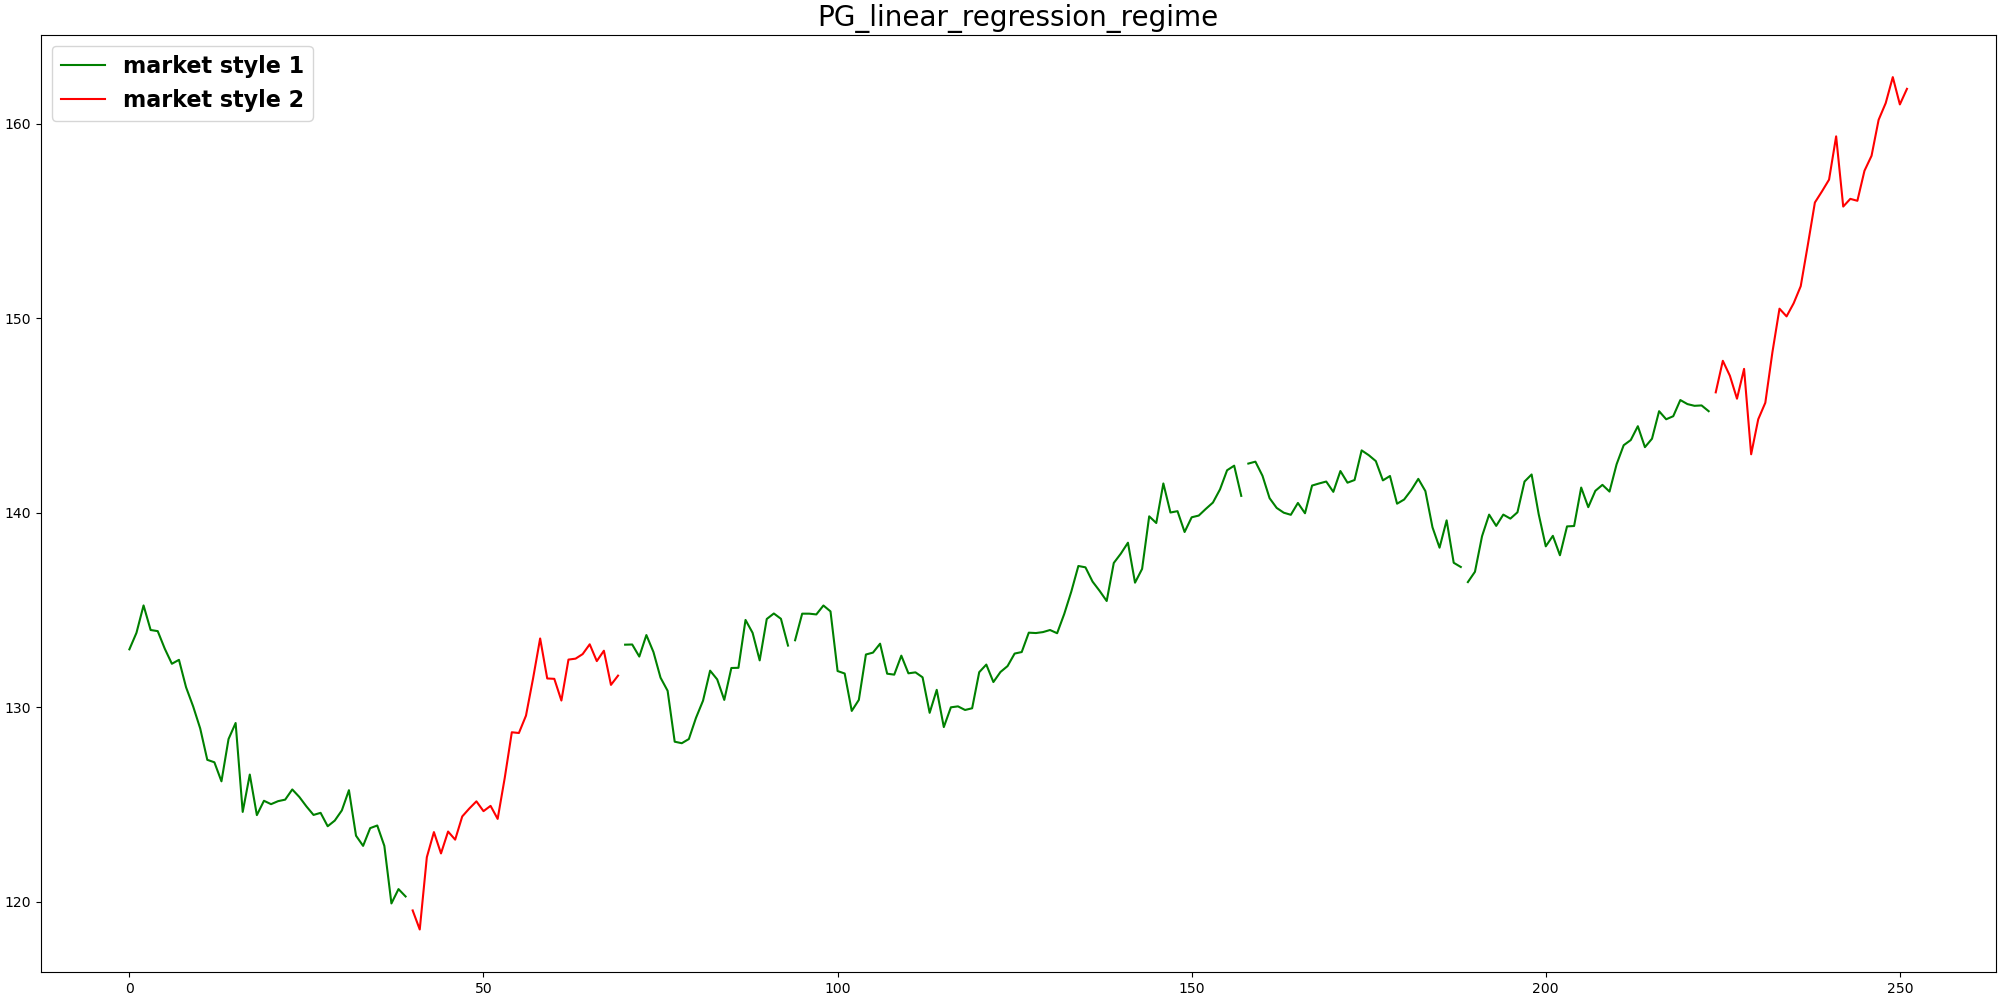 PG_linear_regression_regime
market style 1
market style 2
160
150
140
130
120
0 50 100 150 200 250